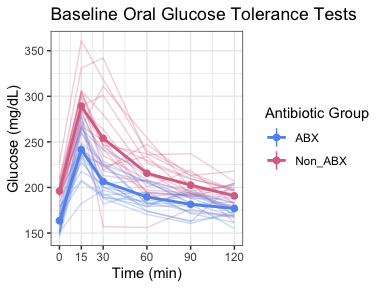 Baseline Oral Glucose Tolerance Tests
Glucose (mg/dL)
350
300
250
200
150
0 15 30 60 90 120
Time (min)
Antibiotic Group
ABX
Non_ABX